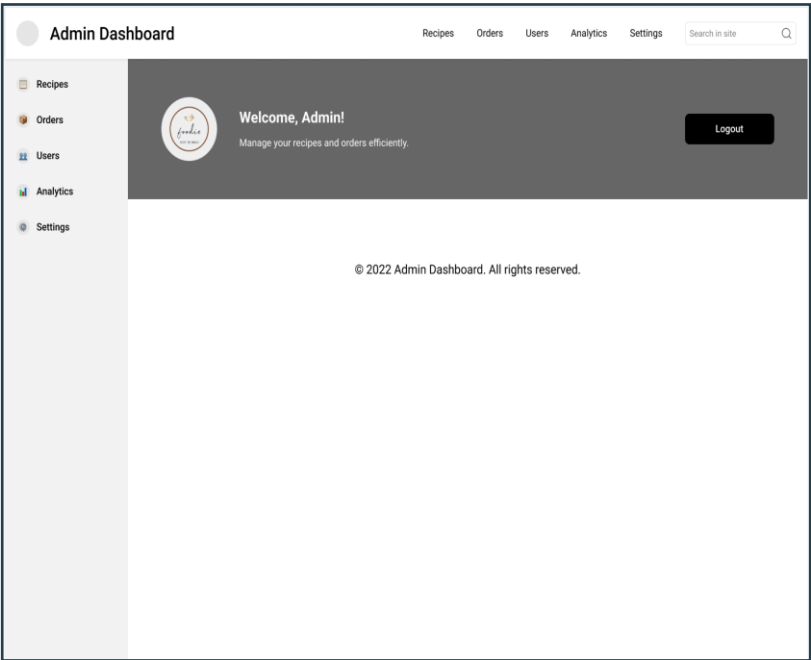 Admin Dashboard
Recipes Orders Users Analytics Settings Search in site
Recipes
Orders
Users
Analytics
Settings
foodie
Welcome, Admin!
Manage your recipes and orders efficiently.
Logout
© 2022 Admin Dashboard. All rights reserved.